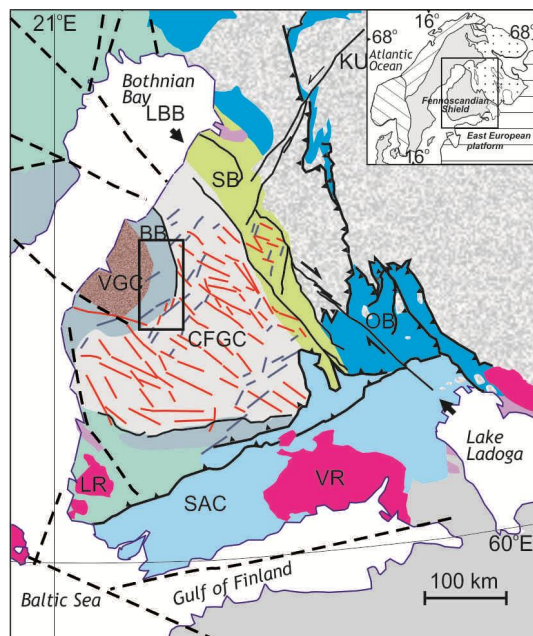 21°E
Bothnian
Bay
LBB
KU
16°
68°
68°
Atlantic
Ocean
Fennoscandian
Shield
16°
East European
platform
SB
BB
VGC
CFGC
OB
LR
SAC
VR
Lake
Ladoga
60°E
Gulf of Finland
100 km
Baltic Sea